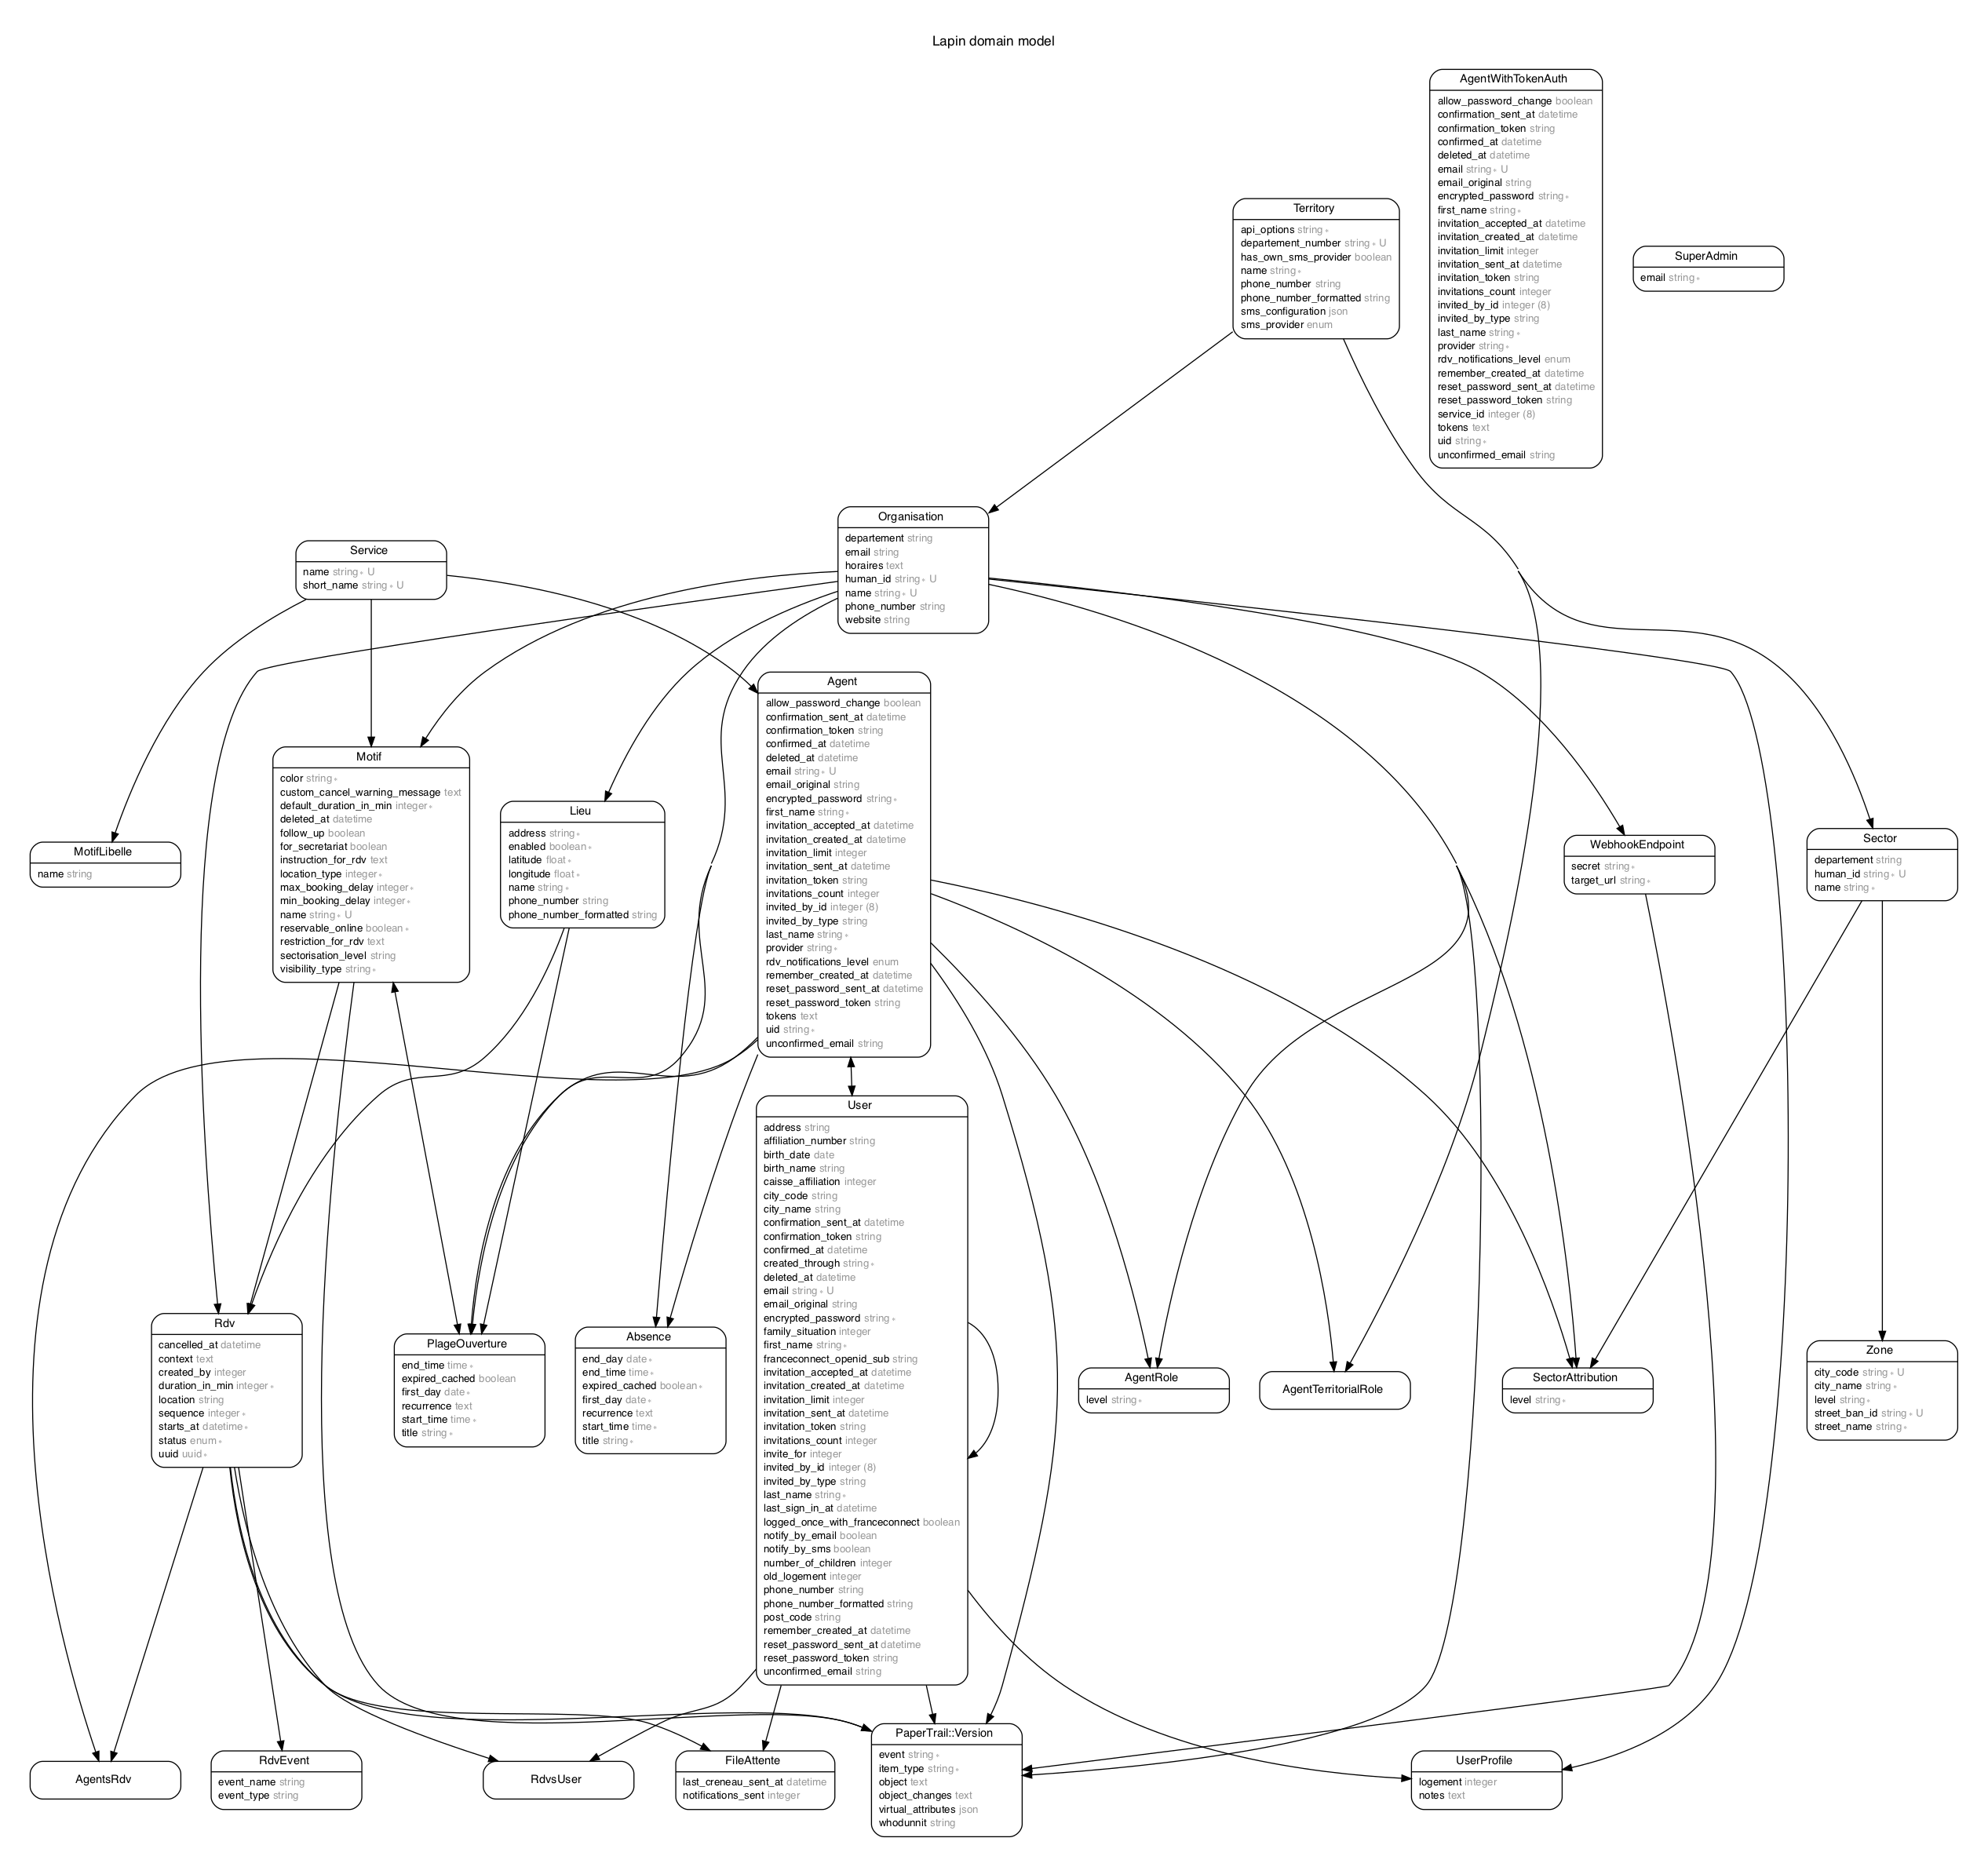 Lapin domain model
AgentWithTokenAuth
allow_password_change boolean
confirmation_sent_at datetime
confirmation_token string
confirmed_at datetime
deleted_at datetime
email string∗ U
email_original string
encrypted_password string∗
first_name string∗
invitation_accepted_at datetime
invitation_created_at datetime
invitation_limit integer
invitation_sent_at datetime
invitation_token string
invitations_count integer
invited_by_id integer (8)
invited_by_type string
last_name string∗
provider string∗
rdv_notifications_level enum
remember_created_at datetime
reset_password_sent_at datetime
reset_password_token string
service_id integer (8)
tokens text
uid string∗
unconfirmed_email string
Territory
api_options string∗
departement_number string∗ U
has_own_sms_provider boolean
name string∗
phone_number string
phone_number_formatted string
sms_configuration json
sms_provider enum
SuperAdmin
email string∗
Organisation
departement string
email string
horaires text
human_id string∗ U
name string∗ U
phone_number string
website string
Service
name string∗ U
short_name string∗ U
Agent
allow_password_change boolean
confirmation_sent_at datetime
confirmation_token string
confirmed_at datetime
deleted_at datetime
email string∗ U
email_original string
encrypted_password string∗
first_name string∗
invitation_accepted_at datetime
invitation_created_at datetime
invitation_limit integer
invitation_sent_at datetime
invitation_token string
invitations_count integer
invited_by_id integer (8)
invited_by_type string
last_name string∗
provider string∗
rdv_notifications_level enum
remember_created_at datetime
reset_password_sent_at datetime
reset_password_token string
tokens text
uid string∗
unconfirmed_email string
Motif
color string∗
custom_cancel_warning_message text
default_duration_in_min integer∗
deleted_at datetime
follow_up boolean
for_secretariat boolean
instruction_for_rdv text
location_type integer∗
max_booking_delay integer∗
min_booking_delay integer∗
name string∗ U
reservable_online boolean∗
restriction_for_rdv text
sectorisation_level string
visibility_type string∗
Lieu
address string∗
enabled boolean∗
latitude float∗
longitude float∗
name string∗
phone_number string
phone_number_formatted string
MotifLibelle
name string
WebhookEndpoint
secret string∗
target_url string∗
Sector
departement string
human_id string∗ U
name string∗
User
address string
affiliation_number string
birth_date date
birth_name string
caisse_affiliation integer
city_code string
city_name string
confirmation_sent_at datetime
confirmation_token string
confirmed_at datetime
created_through string∗
deleted_at datetime
email string∗ U
email_original string
encrypted_password string∗
family_situation integer
first_name string∗
franceconnect_openid_sub string
invitation_accepted_at datetime
invitation_created_at datetime
invitation_limit integer
invitation_sent_at datetime
invitation_token string
invitations_count integer
invite_for integer
invited_by_id integer (8)
invited_by_type string
last_name string∗
last_sign_in_at datetime
logged_once_with_franceconnect boolean
notify_by_email boolean
notify_by_sms boolean
number_of_children integer
old_logement integer
phone_number string
phone_number_formatted string
post_code string
remember_created_at datetime
reset_password_sent_at datetime
reset_password_token string
unconfirmed_email string
Rdv
cancelled_at datetime
context text
created_by integer
duration_in_min integer∗
location string
sequence integer∗
starts_at datetime∗
status enum∗
uuid uuid∗
PlageOuverture
end_time time∗
expired_cached boolean
first_day date∗
recurrence text
start_time time∗
title string∗
Absence
end_day date∗
end_time time∗
expired_cached boolean∗
first_day date∗
recurrence text
start_time time∗
title string∗
AgentRole
level string∗
AgentTerritorialRole
SectorAttribution
level string∗
Zone
city_code string∗ U
city_name string∗
level string∗
street_ban_id string∗ U
street_name string∗
AgentsRdv
RdvEvent
event_name string
event_type string
RdvsUser
FileAttente
last_creneau_sent_at datetime
notifications_sent integer
PaperTrail::Version
event string∗
item_type string∗
object text
object_changes text
virtual_attributes json
whodunnit string
UserProfile
logement integer
notes text